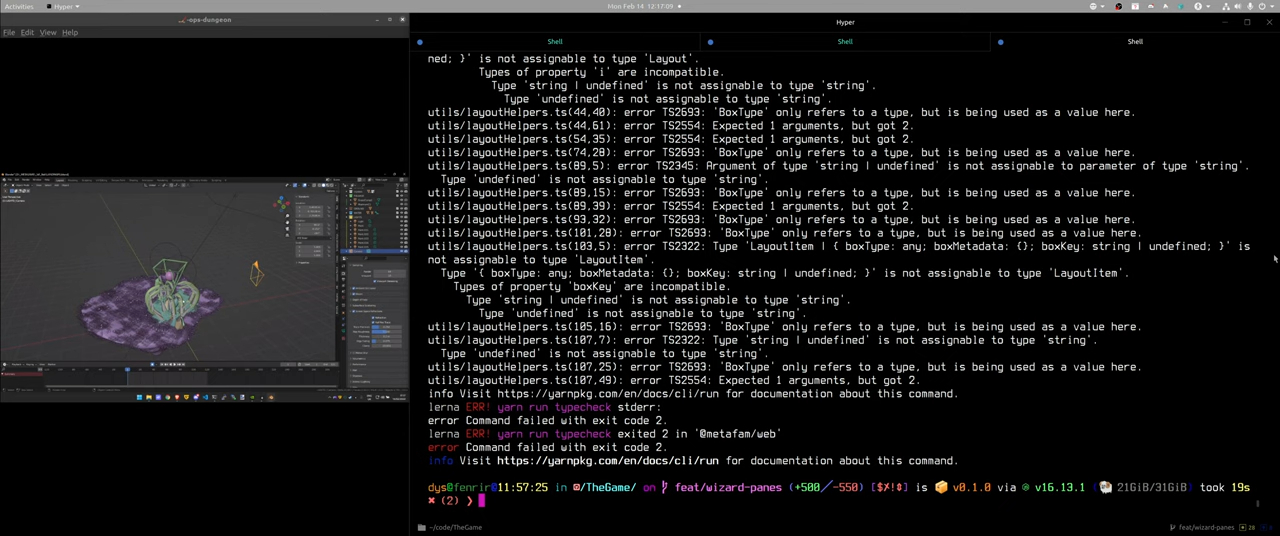 Activities
Hyper
Mon Feb 14 12:17:09
-ops-dungeon
File Edit View Help
Hyper
Shell
Shell
Shell
ned; }' is not assignable to type 'Layout'.
Types of property 'i' are incompatible.
Type 'string | undefined' is not assignable to type 'string'.
Type 'undefined' is not assignable to type 'string'.
utils/layoutHelpers.ts(44,40): error TS2693: 'BoxType' only refers to a type, but is being used as a value here.
utils/layoutHelpers.ts(44,61): error TS2554: Expected 1 arguments, but got 2.
utils/layoutHelpers.ts(54,35): error TS2554: Expected 1 arguments, but got 2.
utils/layoutHelpers.ts(74,20): error TS2693: 'BoxType' only refers to a type, but is being used as a value here.
utils/layoutHelpers.ts(89,5): error TS2345: Argument of type 'string | undefined' is not assignable to parameter of type 'string'.
Type 'undefined' is not assignable to type 'string'.
utils/layoutHelpers.ts(89,15): error TS2693: 'BoxType' only refers to a type, but is being used as a value here.
utils/layoutHelpers.ts(89,39): error TS2554: Expected 1 arguments, but got 2.
utils/layoutHelpers.ts(93,32): error TS2693: 'BoxType' only refers to a type, but is being used as a value here.
utils/layoutHelpers.ts(101,20): error TS2693: 'BoxType' only refers to a type, but is being used as a value here.
utils/layoutHelpers.ts(103,5): error TS2322: Type 'LayoutItem | { boxType: any; boxMetadata: {}; boxKey: string | undefined; }' is
not assignable to type 'LayoutItem'.
Type '{ boxType: any; boxMetadata: {}; boxKey: string | undefined; }' is not assignable to type 'LayoutItem'.
Types of property 'boxKey' are incompatible.
Type 'string | undefined' is not assignable to type 'string'.
Type 'undefined' is not assignable to type 'string'.
utils/layoutHelpers.ts(105,16): error TS2693: 'BoxType' only refers to a type, but is being used as a value here.
utils/layoutHelpers.ts(107,7): error TS2322: Type 'string | undefined' is not assignable to type 'string'.
Type 'undefined' is not assignable to type 'string'.
utils/layoutHelpers.ts(107,25): error TS2693: 'BoxType' only refers to a type, but is being used as a value here.
utils/layoutHelpers.ts(107,49): error TS2554: Expected 1 arguments, but got 2.
info Visit https://yarnpkg.com/en/docs/cli/run for documentation about this command.
lerna ERR! yarn run typecheck stderr:
error Command failed with exit code 2.
lerna ERR! yarn run typecheck exited 2 in '@metafam/web'
error Command failed with exit code 2.
info Visit https://yarnpkg.com/en/docs/cli/run for documentation about this command.
dys@fenrir@11:57:25 in /TheGame/ on feat/wizard-panes (+500/-550) is v0.1.0 via v16.13.1 21GiB/31GiB) took 19s
✖ (2) ❯
~/code/TheGame
feat/wizard-panes
28